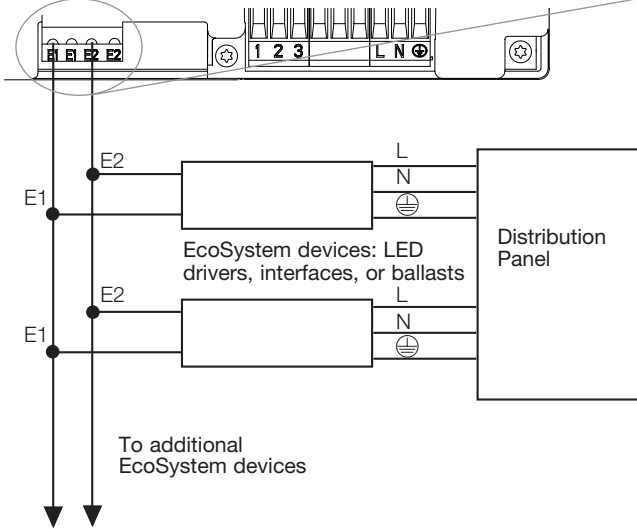 E1 E1 E2 E2
1 2 3 L N
E2
L
N
E1
EcoSystem devices: LED
drivers, interfaces, or ballasts
Distribution
Panel
E2
L
N
E1
To additional
EcoSystem devices